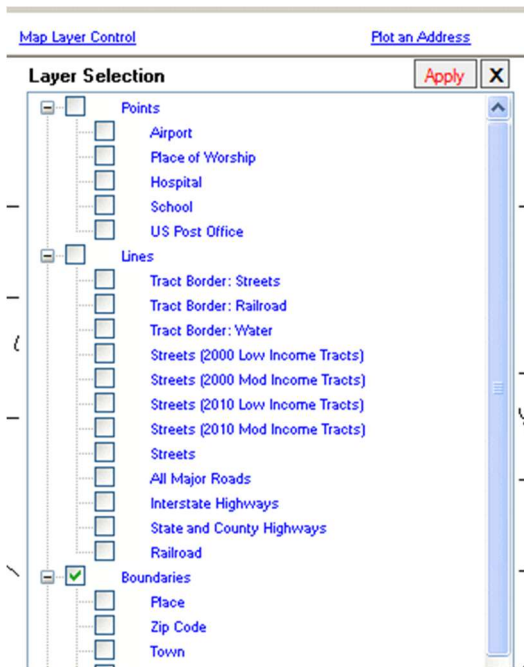 Map Layer Control Plot an Address
Layer Selection Apply X
Points
Airport
Place of Worship
Hospital
School
US Post Office
Lines
Tract Border: Streets
Tract Border: Railroad
Tract Border: Water
Streets (2000 Low Income Tracts)
Streets (2000 Mod Income Tracts)
Streets (2010 Low Income Tracts)
Streets (2010 Mod Income Tracts)
Streets
All Major Roads
Interstate Highways
State and County Highways
Railroad
Boundaries
Place
Zip Code
Town